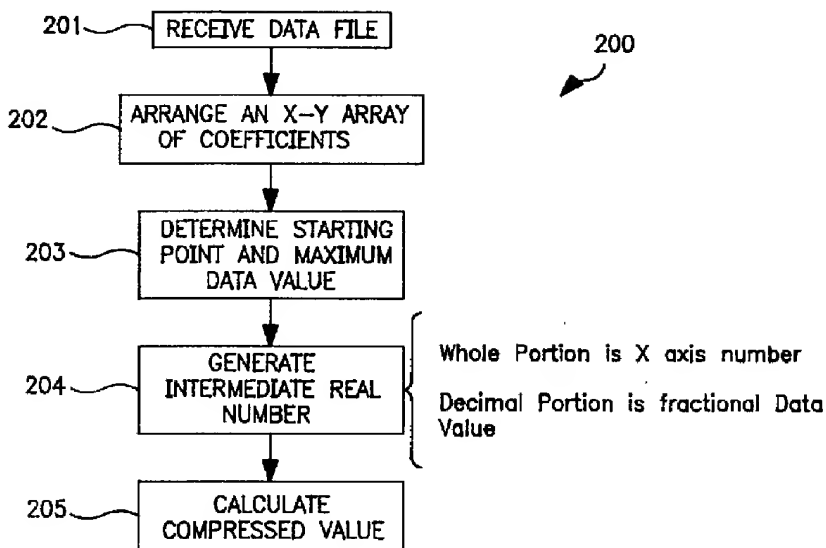 201
RECEIVE DATA FILE
200
202
ARRANGE AN X-Y ARRAY
OF COEFFICIENTS
203
DETERMINE STARTING
POINT AND MAXIMUM
DATA VALUE
204
GENERATE
INTERMEDIATE REAL
NUMBER
Whole Portion is X axis number
Decimal Portion is fractional Data
Value
205
CALCULATE
COMPRESSED VALUE